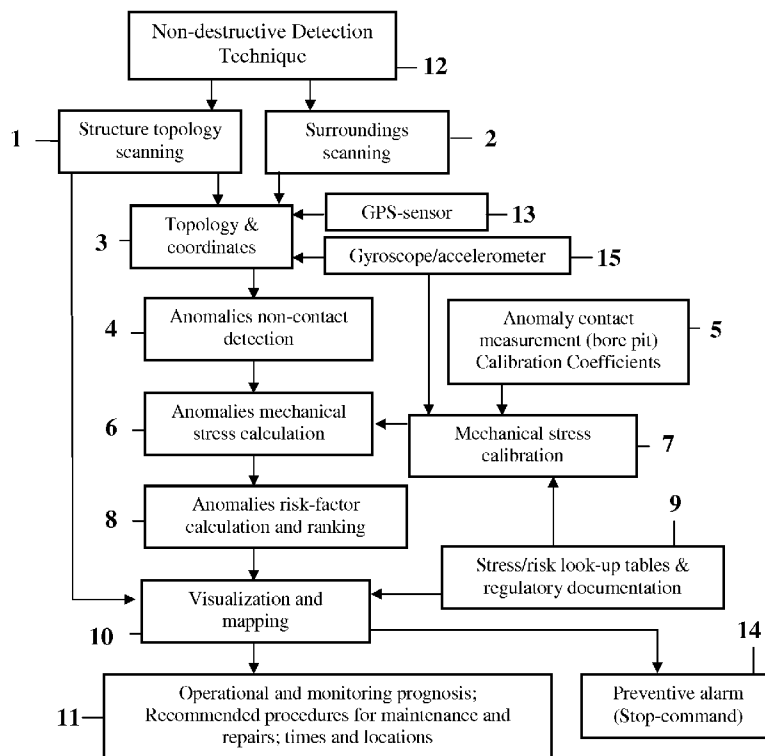 Non-destructive Detection
Technique
12
1
Structure topology
scanning
Surroundings
scanning
2
3
Topology &
coordinates
GPS-sensor
13
Gyroscope/accelerometer
15
4
Anomalies non-contact
detection
Anomaly contact
measurement (bore pit)
Calibration Coefficients
5
6
Anomalies mechanical
stress calculation
Mechanical stress
calibration
7
8
Anomalies risk-factor
calculation and ranking
9
Stress/risk look-up tables &
regulatory documentation
Visualization and
mapping
10
14
11
Operational and monitoring prognosis;
Recommended procedures for maintenance and
repairs; times and locations
Preventive alarm
(Stop-command)